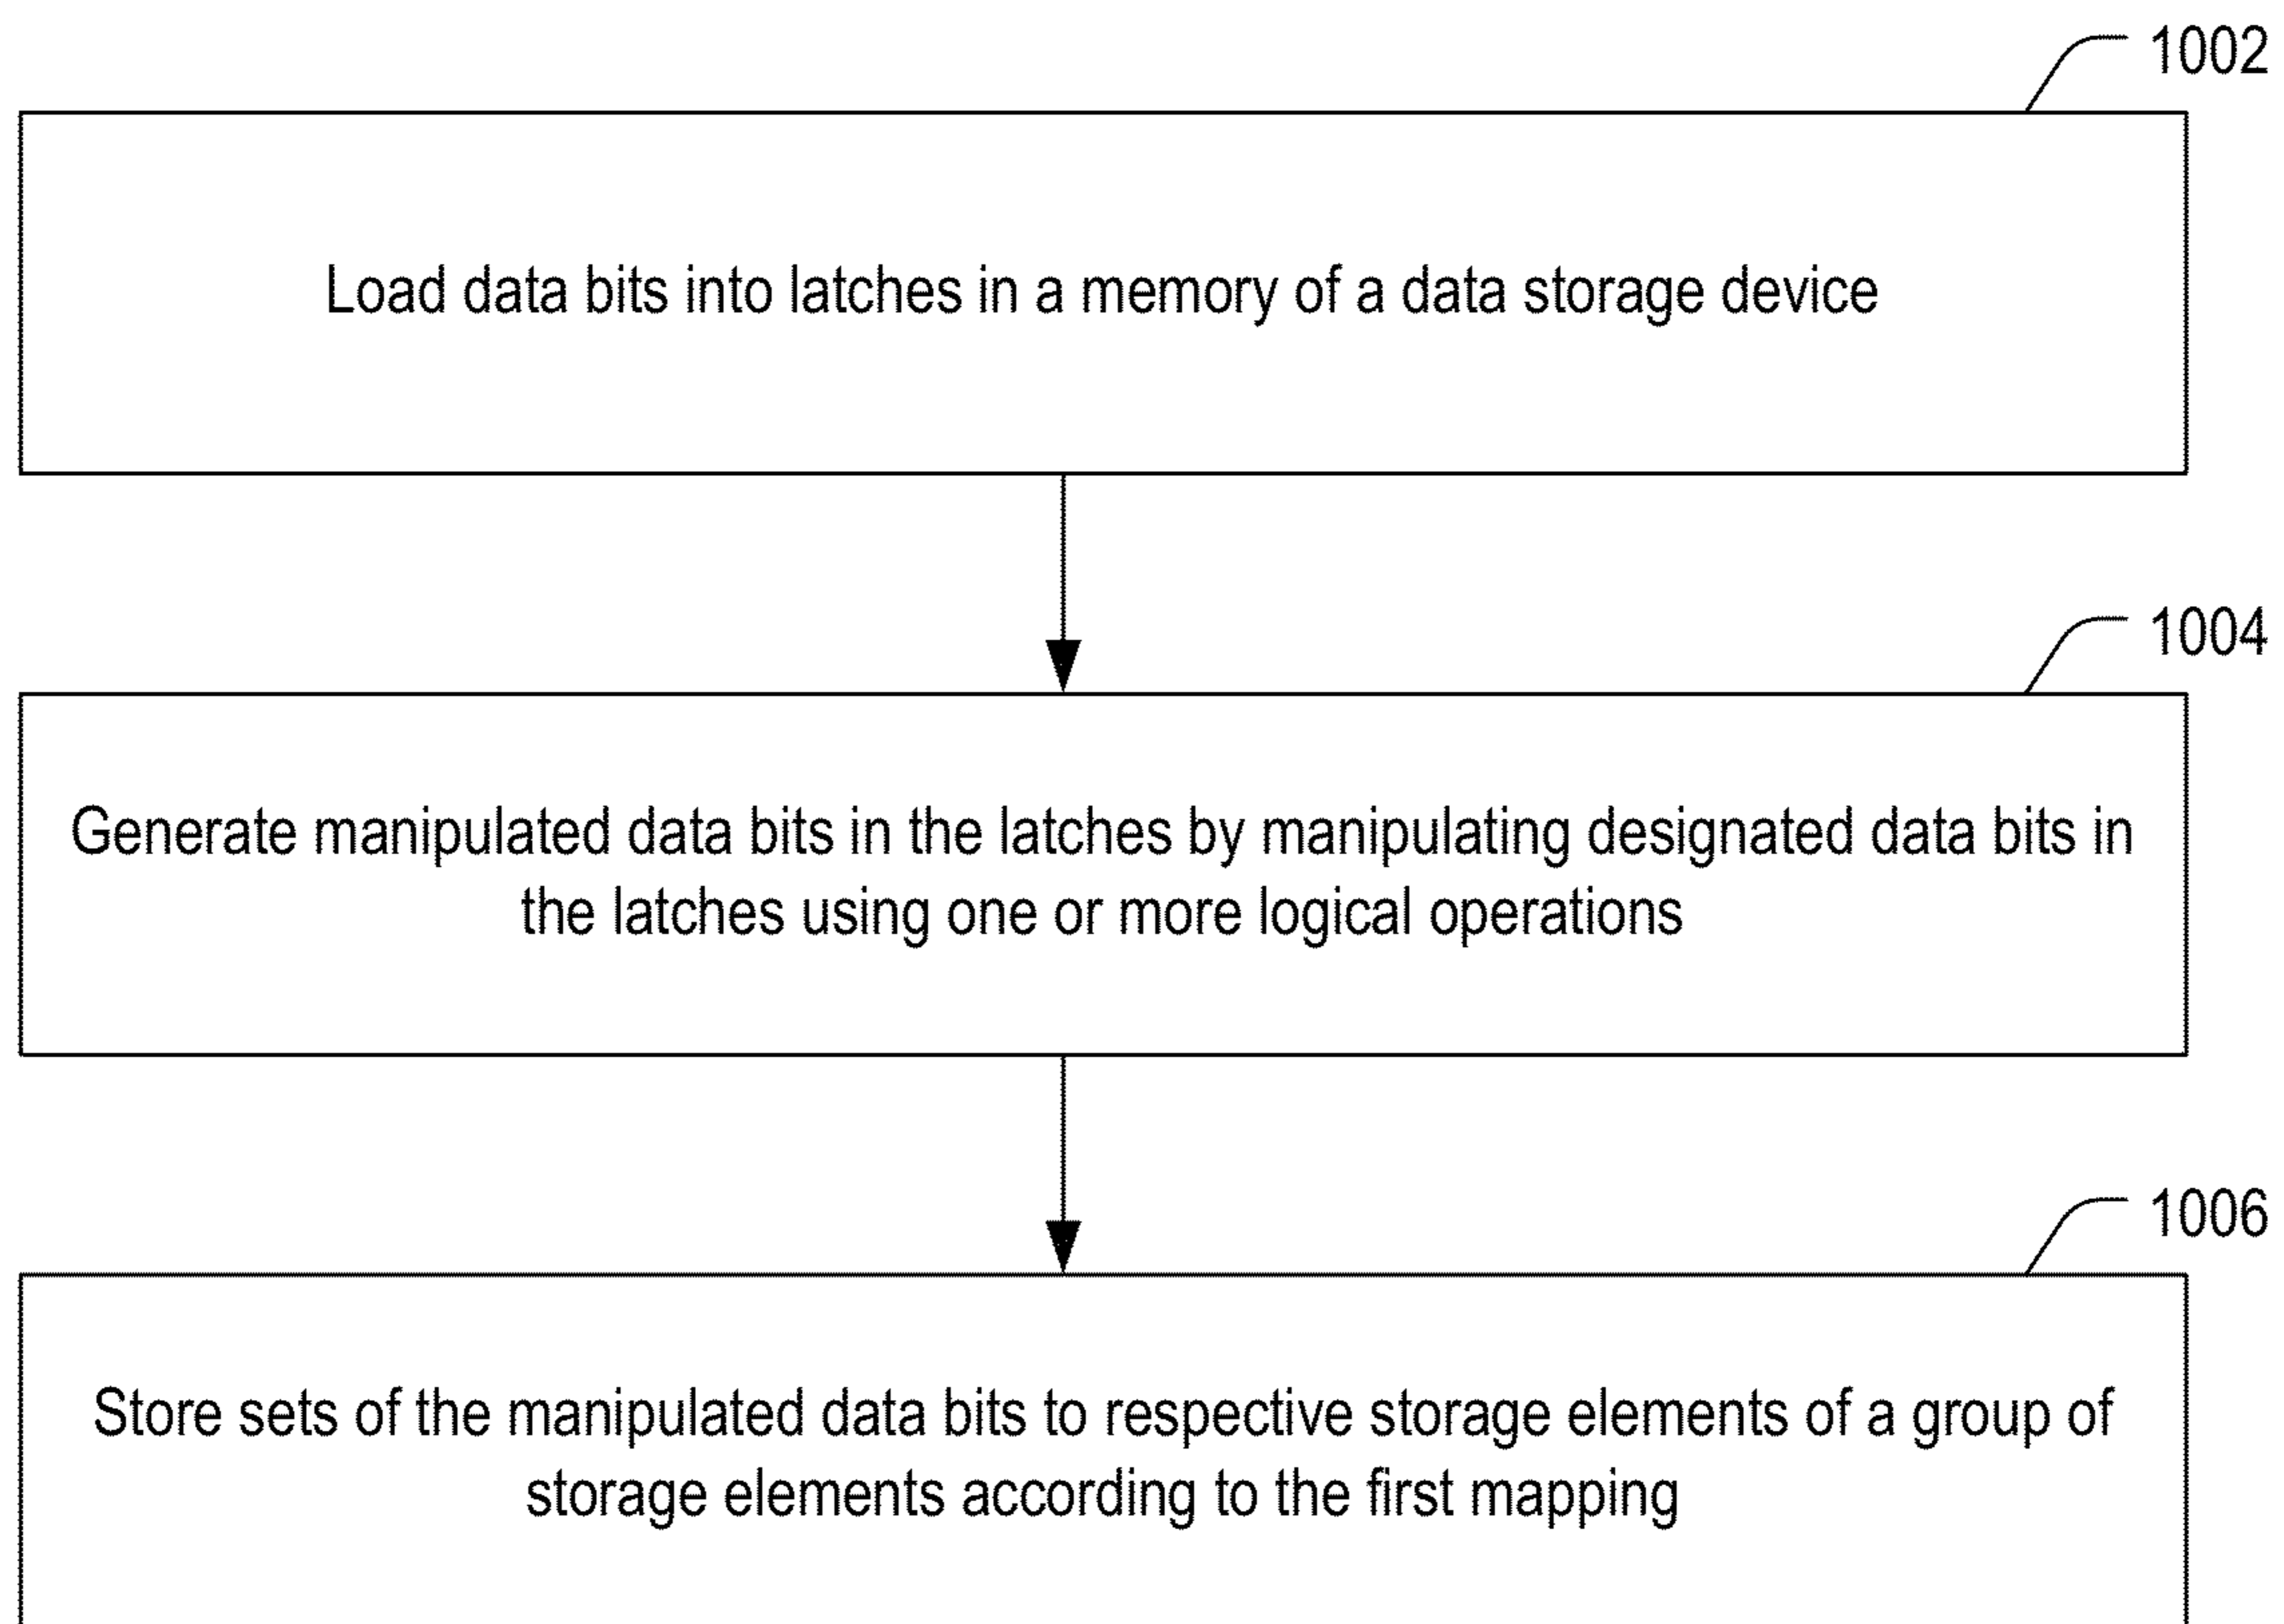 1002
Load data bits into latches in a memory of a data storage device
1004
Generate manipulated data bits in the latches by manipulating designated data bits in
the latches using one or more logical operations
1006
Store sets of the manipulated data bits to respective storage elements of a group of
storage elements according to the first mapping